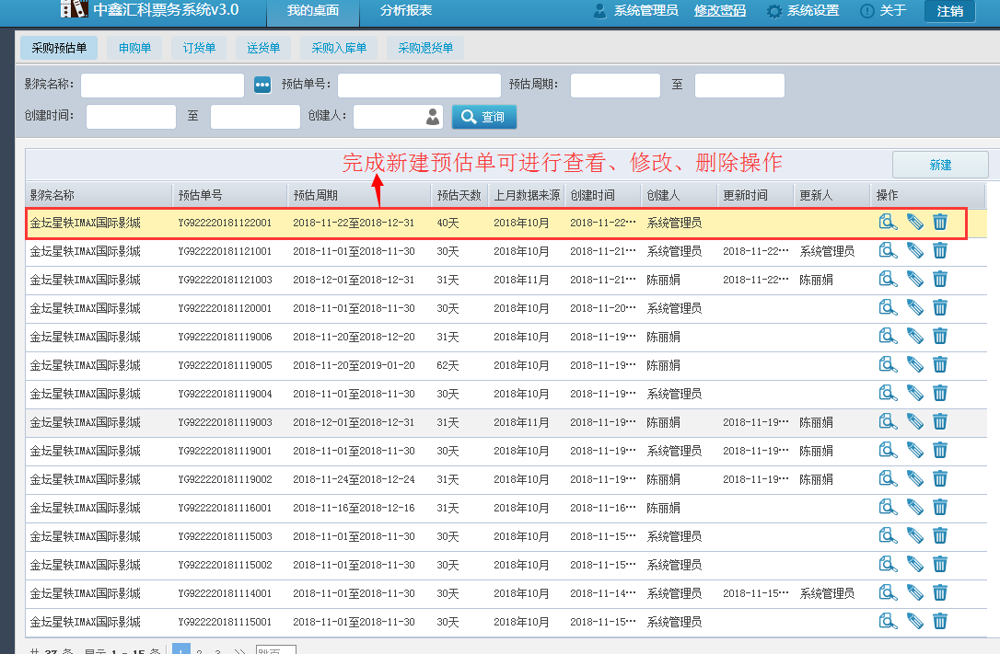 中鑫汇科票务系统v3.0 我的桌面 分析报表 系统管理员 修改密码 系统设置 关于 注销
采购预估单 申购单 订货单 送货单 采购入库单 采购退货单
影院名称： 预估单号： 预估周期： 至
创建时间： 至 创建人： 查询
完成新建预估单可进行查看、修改、删除操作
新建
影院名称 预估单号 预估周期 预估天数 上月数据来源 创建时间 创建人 更新时间 更新人 操作
金坛星轶IMAX国际影城 YG922220181122001 2018-11-22至2018-12-31 40天 2018年10月 2018-11-22… 系统管理员
金坛星轶IMAX国际影城 YG922220181121001 2018-11-01至2018-11-30 30天 2018年10月 2018-11-21… 系统管理员 2018-11-22… 系统管理员
金坛星轶IMAX国际影城 YG922220181121003 2018-12-01至2018-12-31 31天 2018年11月 2018-11-21… 陈丽娟 2018-11-22… 陈丽娟
金坛星轶IMAX国际影城 YG922220181120001 2018-11-01至2018-11-30 30天 2018年10月 2018-11-20… 系统管理员
金坛星轶IMAX国际影城 YG922220181119006 2018-11-20至2018-12-20 31天 2018年10月 2018-11-19… 陈丽娟
金坛星轶IMAX国际影城 YG922220181119005 2018-11-20至2019-01-20 62天 2018年10月 2018-11-19… 陈丽娟
金坛星轶IMAX国际影城 YG922220181119004 2018-11-01至2018-11-30 30天 2018年10月 2018-11-19… 系统管理员
金坛星轶IMAX国际影城 YG922220181119003 2018-12-01至2018-12-31 31天 2018年11月 2018-11-19… 陈丽娟 2018-11-19… 陈丽娟
金坛星轶IMAX国际影城 YG922220181119001 2018-11-01至2018-11-30 30天 2018年10月 2018-11-19… 系统管理员 2018-11-19… 陈丽娟
金坛星轶IMAX国际影城 YG922220181119002 2018-11-24至2018-12-24 31天 2018年10月 2018-11-19… 陈丽娟 2018-11-19… 陈丽娟
金坛星轶IMAX国际影城 YG922220181116001 2018-11-16至2018-12-16 31天 2018年10月 2018-11-16… 陈丽娟
金坛星轶IMAX国际影城 YG922220181115003 2018-11-01至2018-11-30 30天 2018年10月 2018-11-15… 系统管理员
金坛星轶IMAX国际影城 YG922220181115002 2018-11-01至2018-11-30 30天 2018年10月 2018-11-15… 系统管理员
金坛星轶IMAX国际影城 YG922220181114001 2018-11-01至2018-11-30 30天 2018年10月 2018-11-14… 系统管理员 2018-11-15… 系统管理员
金坛星轶IMAX国际影城 YG922220181115001 2018-11-01至2018-11-30 30天 2018年10月 2018-11-15… 系统管理员
共 37 条 显示 1 - 15 条 1 2 3 >> 跳页